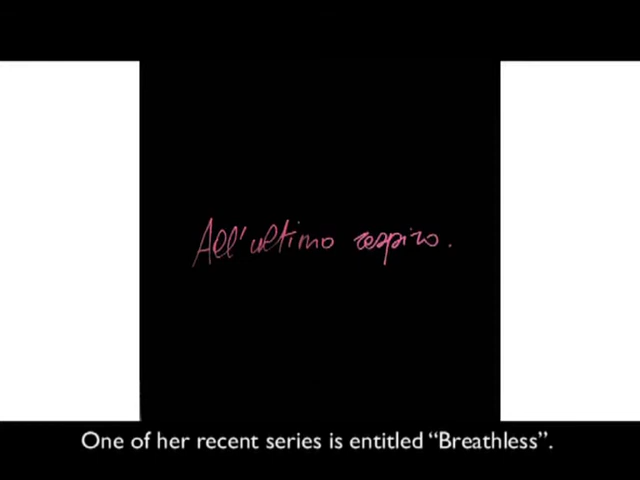 All'ultimo respiro.
One of her recent series is entitled “Breathless”.